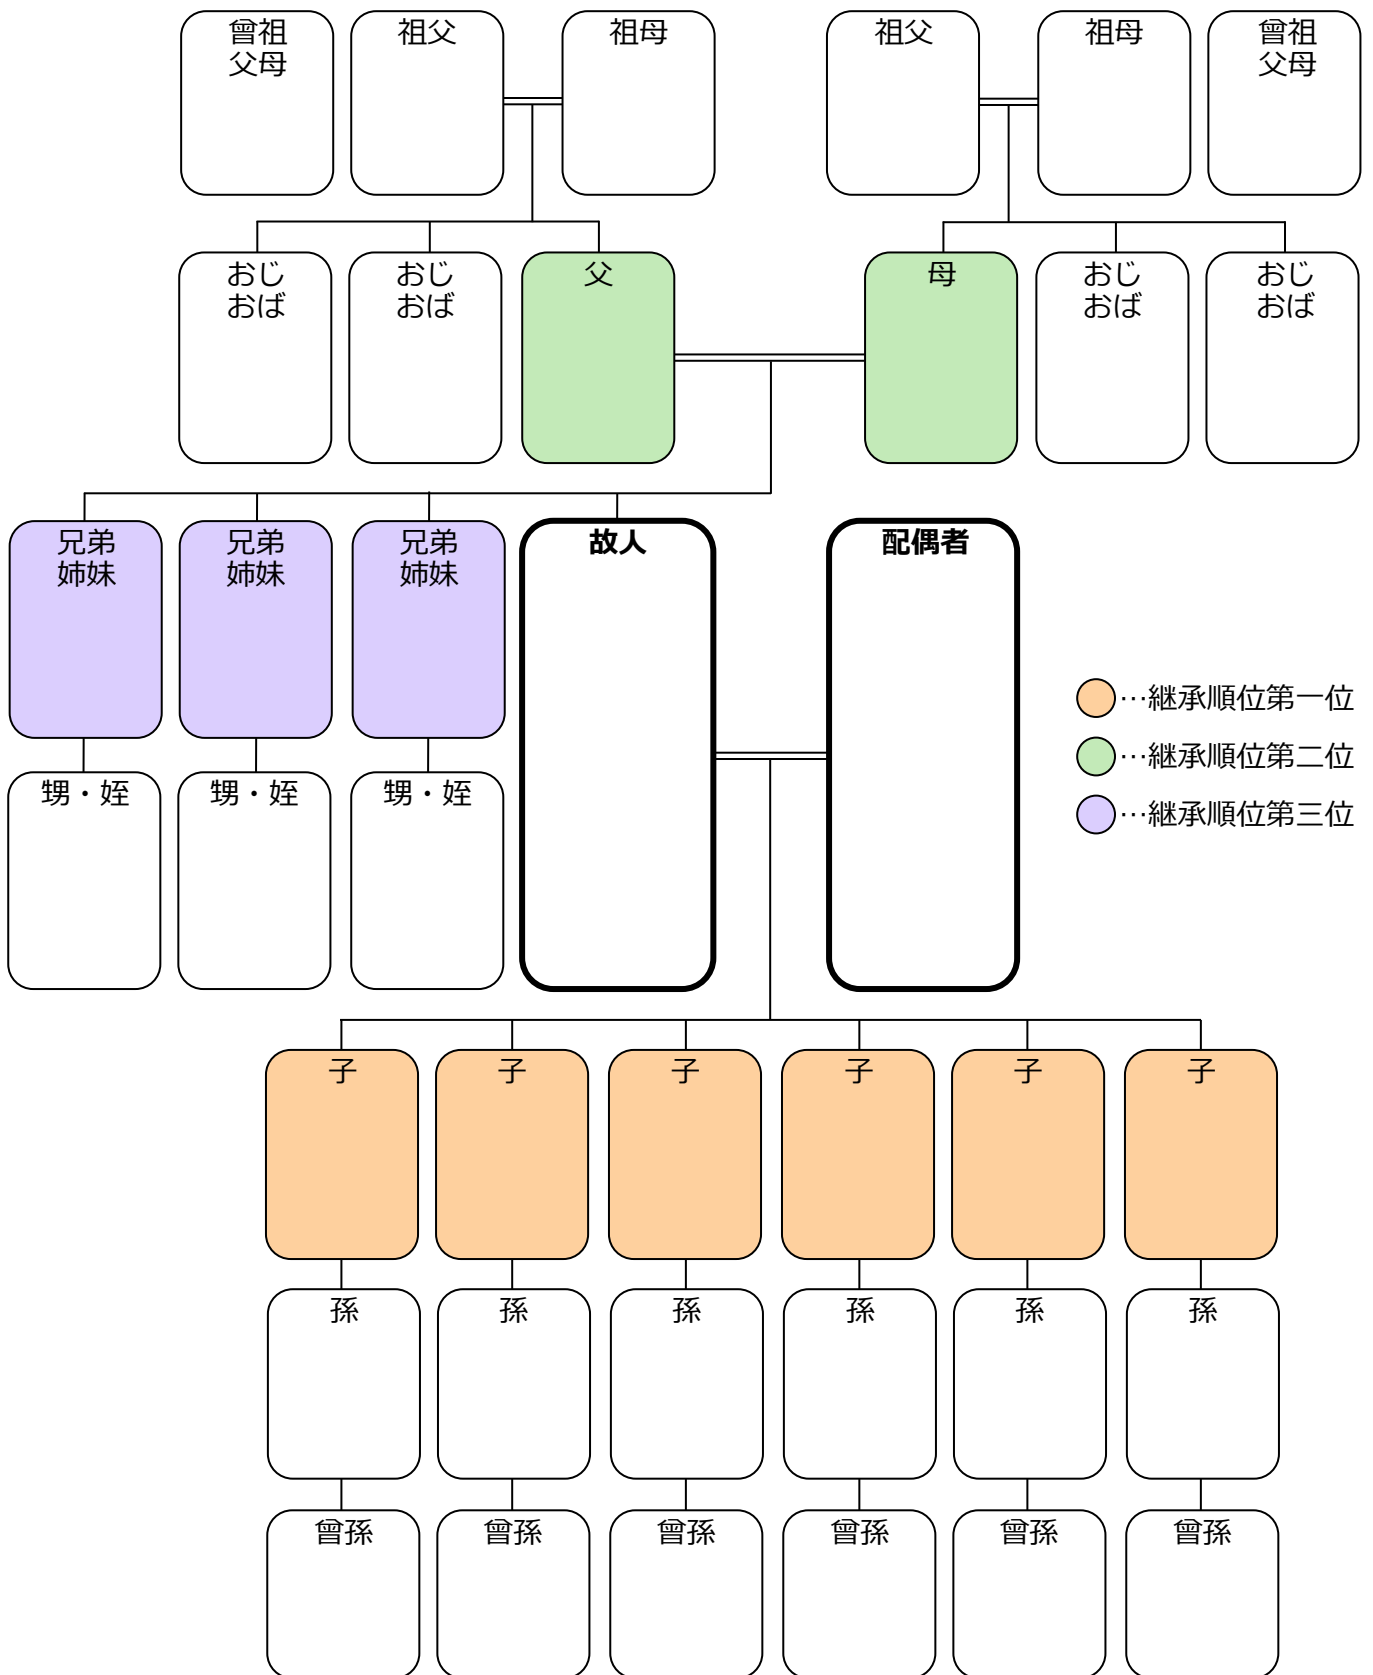 曾祖
父母
祖父
祖母
祖父
祖母
曾祖
父母
おじ
おば
おじ
おば
父
母
おじ
おば
おじ
おば
兄弟
姉妹
兄弟
姉妹
兄弟
姉妹
故人
配偶者
…継承順位第一位
…継承順位第二位
…継承順位第三位
甥・姪
甥・姪
甥・姪
子
子
子
子
子
子
孫
孫
孫
孫
孫
孫
曾孫
曾孫
曾孫
曾孫
曾孫
曾孫